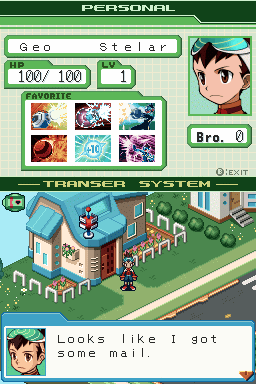 PERSONAL
Geo Stelar
HP
100/ 100
LV
1
FAVORITE
+10
Bro. 0
B:EXIT
TRANSER SYSTEM
Looks like I got
some mail.